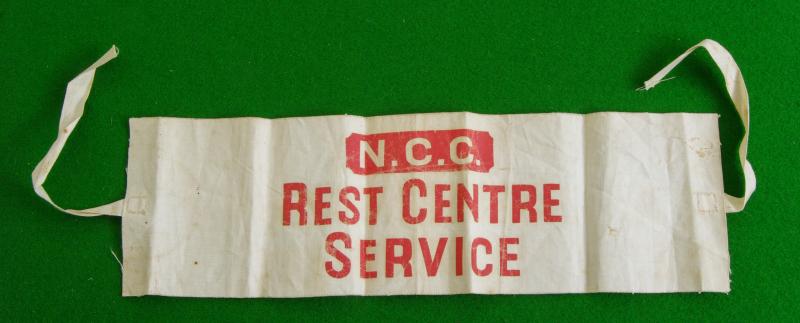 N.C.C.
REST CENTRE
SERVICE